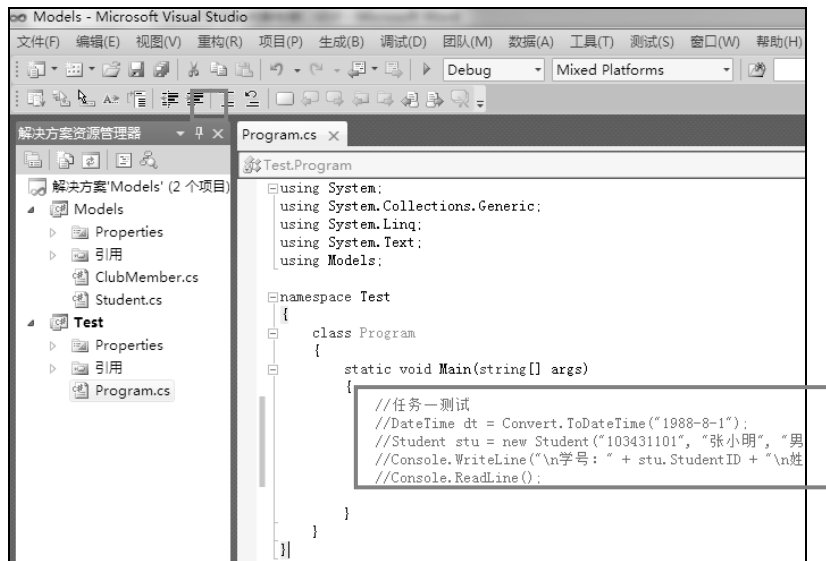 Models - Microsoft Visual Studio
文件(F) 编辑(E) 视图(V) 重构(R) 项目(P) 生成(B) 调试(D) 团队(M) 数据(A) 工具(T) 测试(S) 窗口(W) 帮助(H)
Debug Mixed Platforms
解决方案资源管理器
Program.cs
Test.Program
解决方案'Models' (2 个项目)
Models
Properties
引用
ClubMember.cs
Student.cs
Test
Properties
引用
Program.cs
using System;
using System.Collections.Generic;
using System.Linq;
using System.Text;
using Models;
namespace Test
{
class Program
{
static void Main(string[] args)
{
//任务一测试
//DateTime dt = Convert.ToDateTime("1988-8-1");
//Student stu = new Student("103431101", "张小明", "男
//Console.WriteLine("\n学号: " + stu.StudentID + "\n姓
//Console.ReadLine();
}
}
}